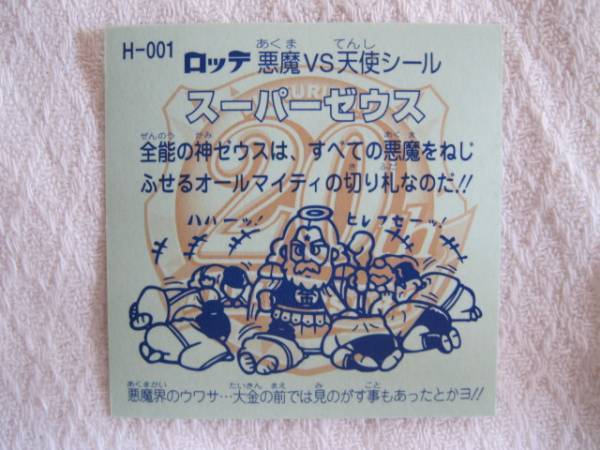 H-001
あくま てんし
ロッテ 悪魔VS天使シール
スーパーゼウス
ぜんのう かみ あくま
全能の神ゼウスは、すべての悪魔をねじ
ふだ
ふせるオールマイティの切り札なのだ!!
ハハーッ! ヒレフセーッ!
20th
あくまかい たいきん まえ み こと
悪魔界のウワサ…大金の前では見のがす事もあったとかヨ!!